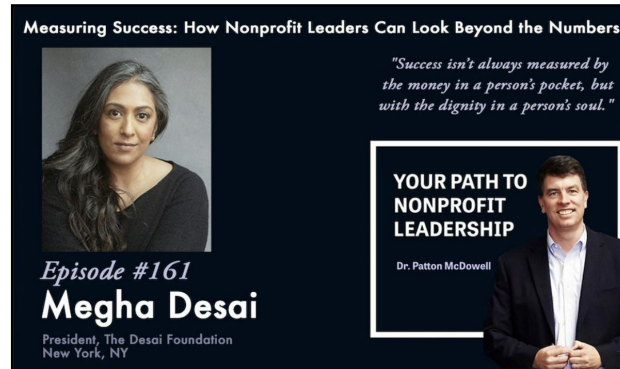 Measuring Success: How Nonprofit Leaders Can Look Beyond the Numbers
"Success isn't always measured by
the money in a person's pocket, but
with the dignity in a person's soul."
YOUR PATH TO
NONPROFIT
LEADERSHIP
Dr. Patton McDowell
Episode #161
Megha Desai
President, The Desai Foundation
New York, NY